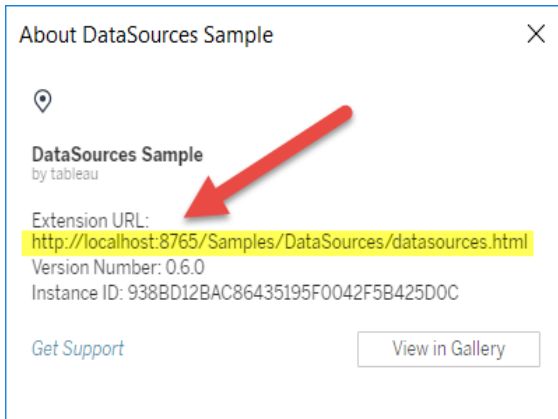 About DataSources Sample
DataSources Sample
by tableau
Extension URL:
http://localhost:8765/Samples/DataSources/datasources.html
Version Number: 0.6.0
Instance ID: 938BD12BAC86435195F0042F5B425D0C
Get Support
View in Gallery